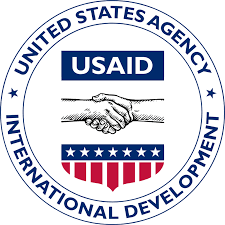 UNITED STATES AGENCY
USAID
INTERNATIONAL DEVELOPMENT